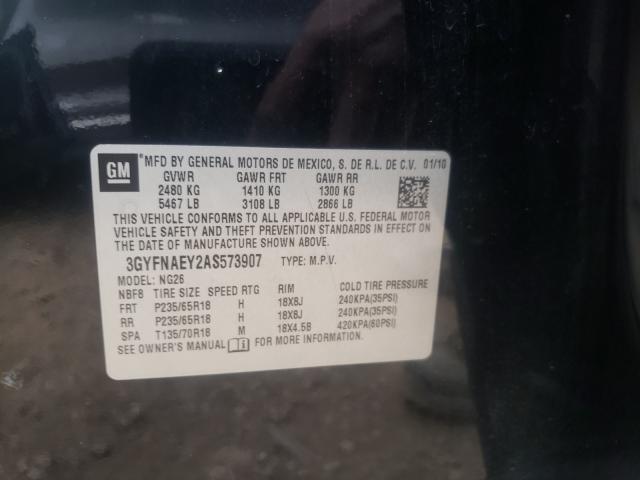 GM MFD BY GENERAL MOTORS DE MEXICO, S. DE R.L. DE C.V. 01/10
GVWR GAWR FRT GAWR RR
2480 KG 1410 KG 1300 KG
5467 LB 3108 LB 2866 LB
THIS VEHICLE CONFORMS TO ALL APPLICABLE U.S. FEDERAL MOTOR
VEHICLE SAFETY AND THEFT PREVENTION STANDARDS IN EFFECT
ON THE DATE OF MANUFACTURE SHOWN ABOVE.
3GYFNAEY2AS573907 TYPE: M.P.V.
MODEL: NG26
NBF8 TIRE SIZE SPEED RTG RIM COLD TIRE PRESSURE
FRT P235/65R18 H 18X8J 240KPA(35PSI)
RR P235/65R18 H 18X8J 240KPA(35PSI)
SPA T135/70R18 M 18X4.5B 420KPA(60PSI)
SEE OWNER'S MANUAL i FOR MORE INFORMATION.